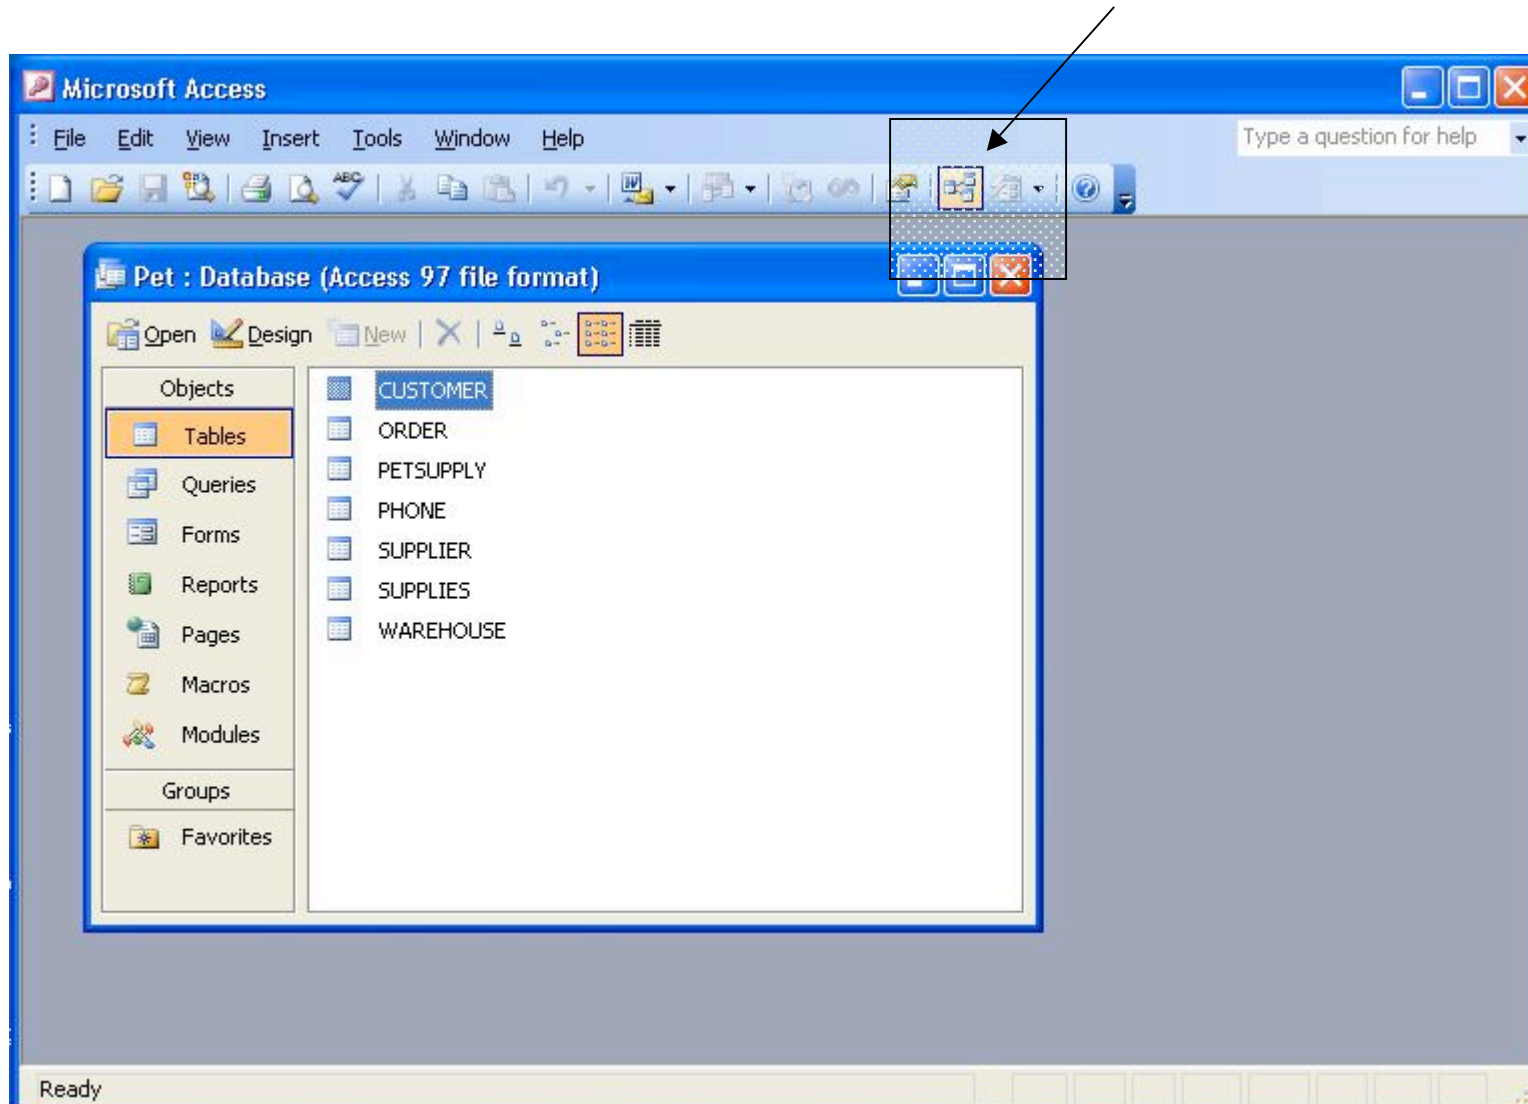 Microsoft Access
File Edit View Insert Tools Window Help Type a question for help
ABC W
Pet : Database (Access 97 file format)
Open Design New
Objects
Tables
Queries
Forms
Reports
Pages
Macros
Modules
Groups
Favorites
CUSTOMER
ORDER
PETSUPPLY
PHONE
SUPPLIER
SUPPLIES
WAREHOUSE
Ready